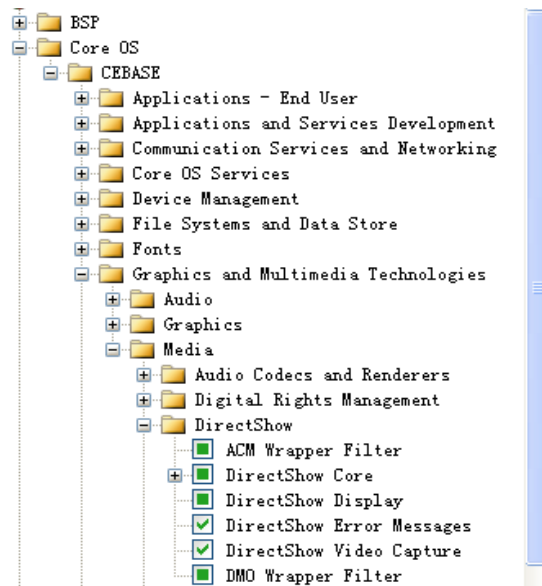 BSP
Core OS
CEBASE
Applications - End User
Applications and Services Development
Communication Services and Networking
Core OS Services
Device Management
File Systems and Data Store
Fonts
Graphics and Multimedia Technologies
Audio
Graphics
Media
Audio Codecs and Renderers
Digital Rights Management
DirectShow
ACM Wrapper Filter
DirectShow Core
DirectShow Display
DirectShow Error Messages
DirectShow Video Capture
DMO Wrapper Filter